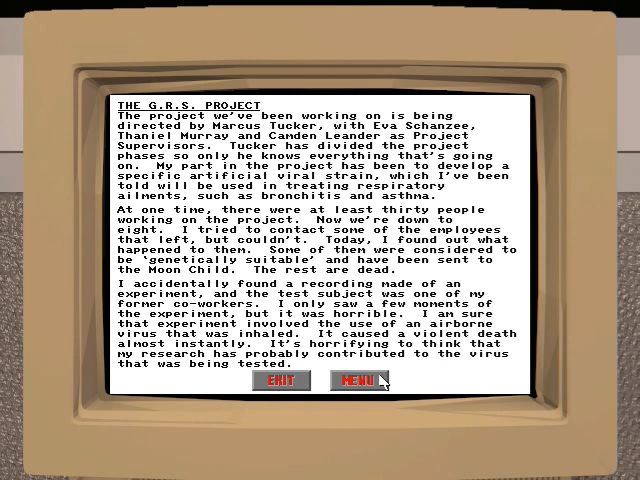 THE G.R.S. PROJECT
The project we've been working on is being
directed by Marcus Tucker, with Eva Schanzee,
Thaniel Murray and Camden Leander as Project
Supervisors.  Tucker has divided the project
phases so only he knows everything that's going
on.  My part in the project has been to develop a
specific artificial viral strain, which I've been
told will be used in treating respiratory
ailments, such as bronchitis and asthma.
At one time, there were at least thirty people
working on the project.  Now we're down to
eight.  I tried to contact some of the employees
that left, but couldn't.  Today, I found out what
happened to them.  Some of them were considered to
be 'genetically suitable' and have been sent to
the Moon Child.  The rest are dead.
I accidentally found a recording made of an
experiment, and the test subject was one of my
former co-workers.  I only saw a few moments of
the experiment, but it was horrible.  I am sure
that experiment involved the use of an airborne
virus that was inhaled.  It caused a violent death
almost instantly.  It's horrifying to think that
my research has probably contributed to the virus
that was being tested.
EXIT MENU